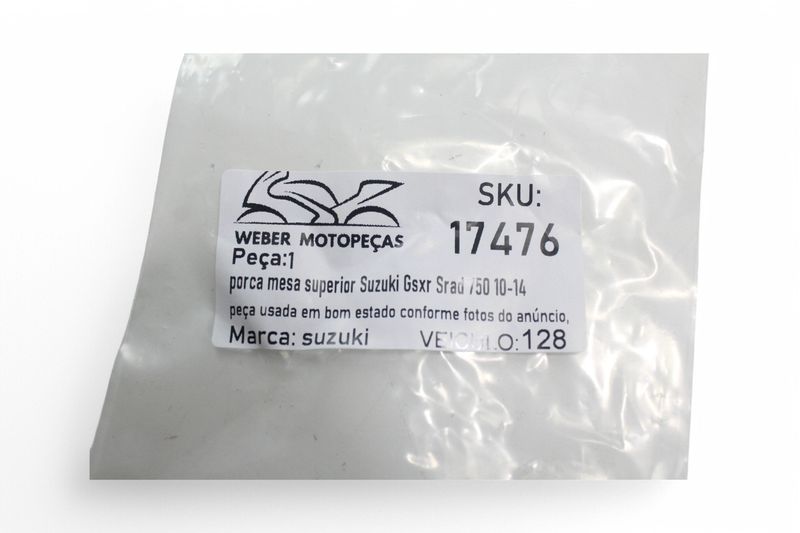 SKU:
17476
WEBER MOTOPEÇAS
Peça:1
porca mesa superior Suzuki Gsxr Srad 750 10-14
peça usada em bom estado conforme fotos do anúncio,
Marca: suzuki VEICULO: 128